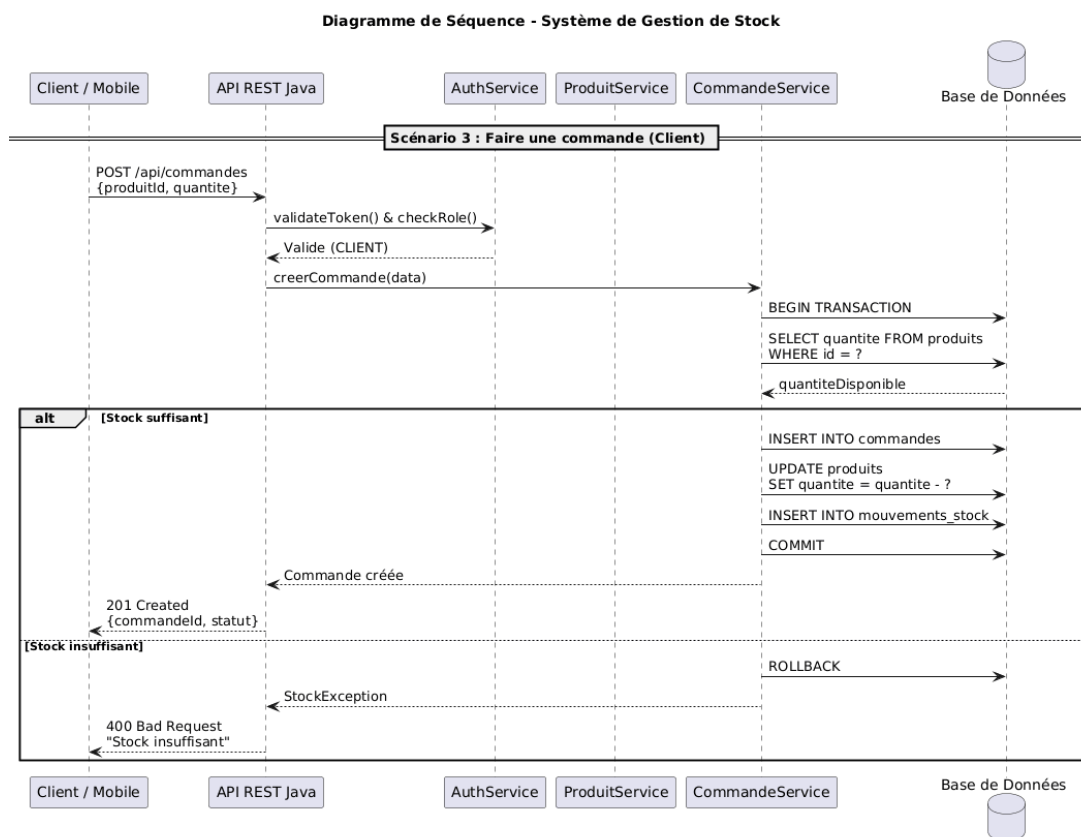 Diagramme de Séquence - Système de Gestion de Stock
Client / Mobile
API REST Java
AuthService
ProduitService
CommandeService
Base de Données
Scénario 3 : Faire une commande (Client)
POST /api/commandes
{produitId, quantite}
validateToken() & checkRole()
Valide (CLIENT)
creerCommande(data)
BEGIN TRANSACTION
SELECT quantite FROM produits
WHERE id = ?
quantiteDisponible
alt
[Stock suffisant]
INSERT INTO commandes
UPDATE produits
SET quantite = quantite - ?
INSERT INTO mouvements_stock
COMMIT
Commande créée
201 Created
{commandeId, statut}
[Stock insuffisant]
ROLLBACK
StockException
400 Bad Request
"Stock insuffisant"
Client / Mobile
API REST Java
AuthService
ProduitService
CommandeService
Base de Données